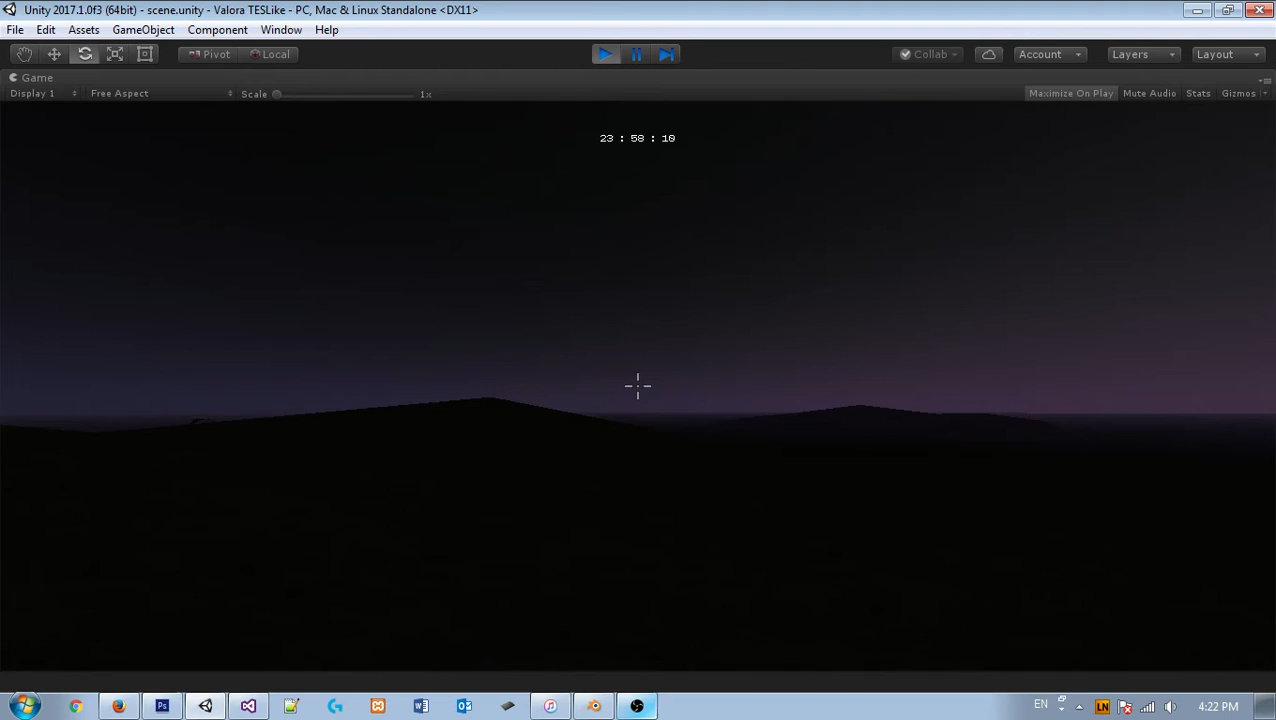 Unity 2017.1.0f3 (64bit) - scene.unity - Valora TESLike - PC, Mac & Linux Standalone <DX11>
File Edit Assets GameObject Component Window Help
Pivot Local Collab Account Layers Layout
Game
Display 1 Free Aspect Scale 1x Maximize On Play Mute Audio Stats Gizmos
23 : 58 : 10
Ps W EN LN 4:22 PM